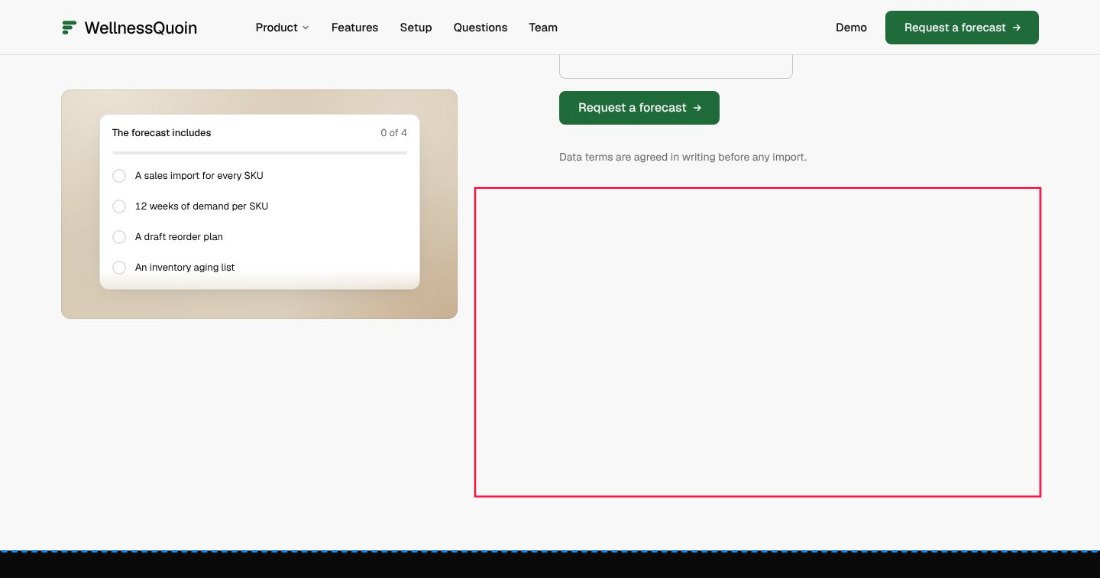 WellnessQuoin
Product
Features
Setup
Questions
Team
Demo
Request a forecast →
Request a forecast →
Data terms are agreed in writing before any import.
The forecast includes
0 of 4
A sales import for every SKU
12 weeks of demand per SKU
A draft reorder plan
An inventory aging list